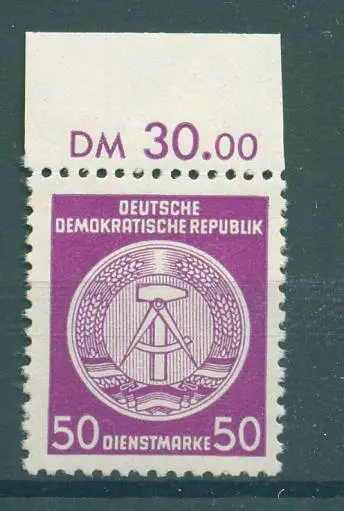 DM 30.00
DEUTSCHE
DEMOKRATISCHE REPUBLIK
50 DIENSTMARKE 50